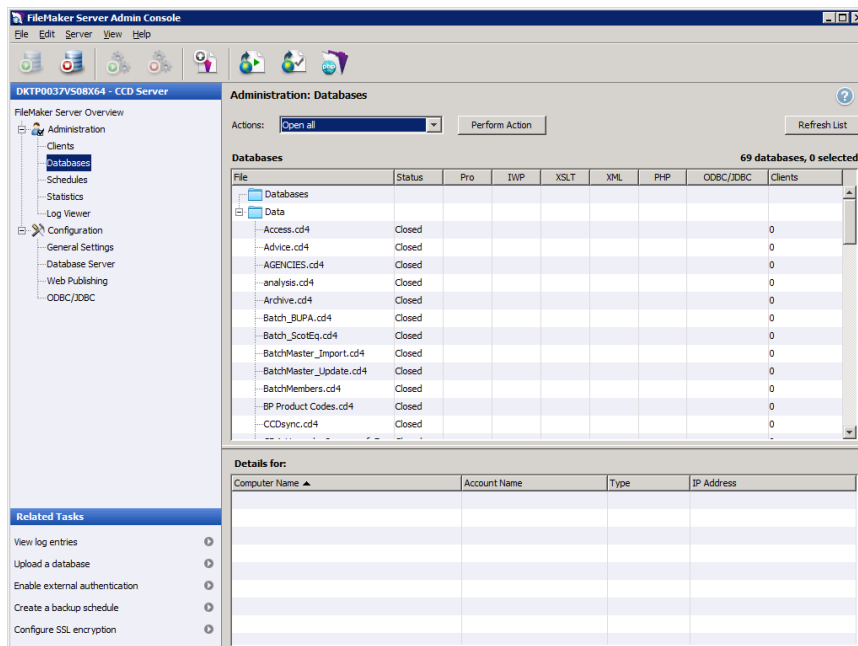 FileMaker Server Admin Console
File Edit Server View Help
php
DKTP0037VS08X64 - CCD Server
FileMaker Server Overview
Administration
Clients
Databases
Schedules
Statistics
Log Viewer
Configuration
General Settings
Database Server
Web Publishing
ODBC/JDBC
Related Tasks
View log entries
Upload a database
Enable external authentication
Create a backup schedule
Configure SSL encryption
Administration: Databases
?
Actions: Open all Perform Action Refresh List
Databases 69 databases, 0 selected
File Status Pro IWP XSLT XML PHP ODBC/JDBC Clients
Databases
Data
Access.cd4 Closed 0
Advice.cd4 Closed 0
AGENCIES.cd4 Closed 0
analysis.cd4 Closed 0
Archive.cd4 Closed 0
Batch_BUPA.cd4 Closed 0
Batch_ScotEq.cd4 Closed 0
BatchMaster_Import.cd4 Closed 0
BatchMaster_Update.cd4 Closed 0
BatchMembers.cd4 Closed 0
BP Product Codes.cd4 Closed 0
CCDsync.cd4 Closed 0
Details for:
Computer Name Account Name Type IP Address